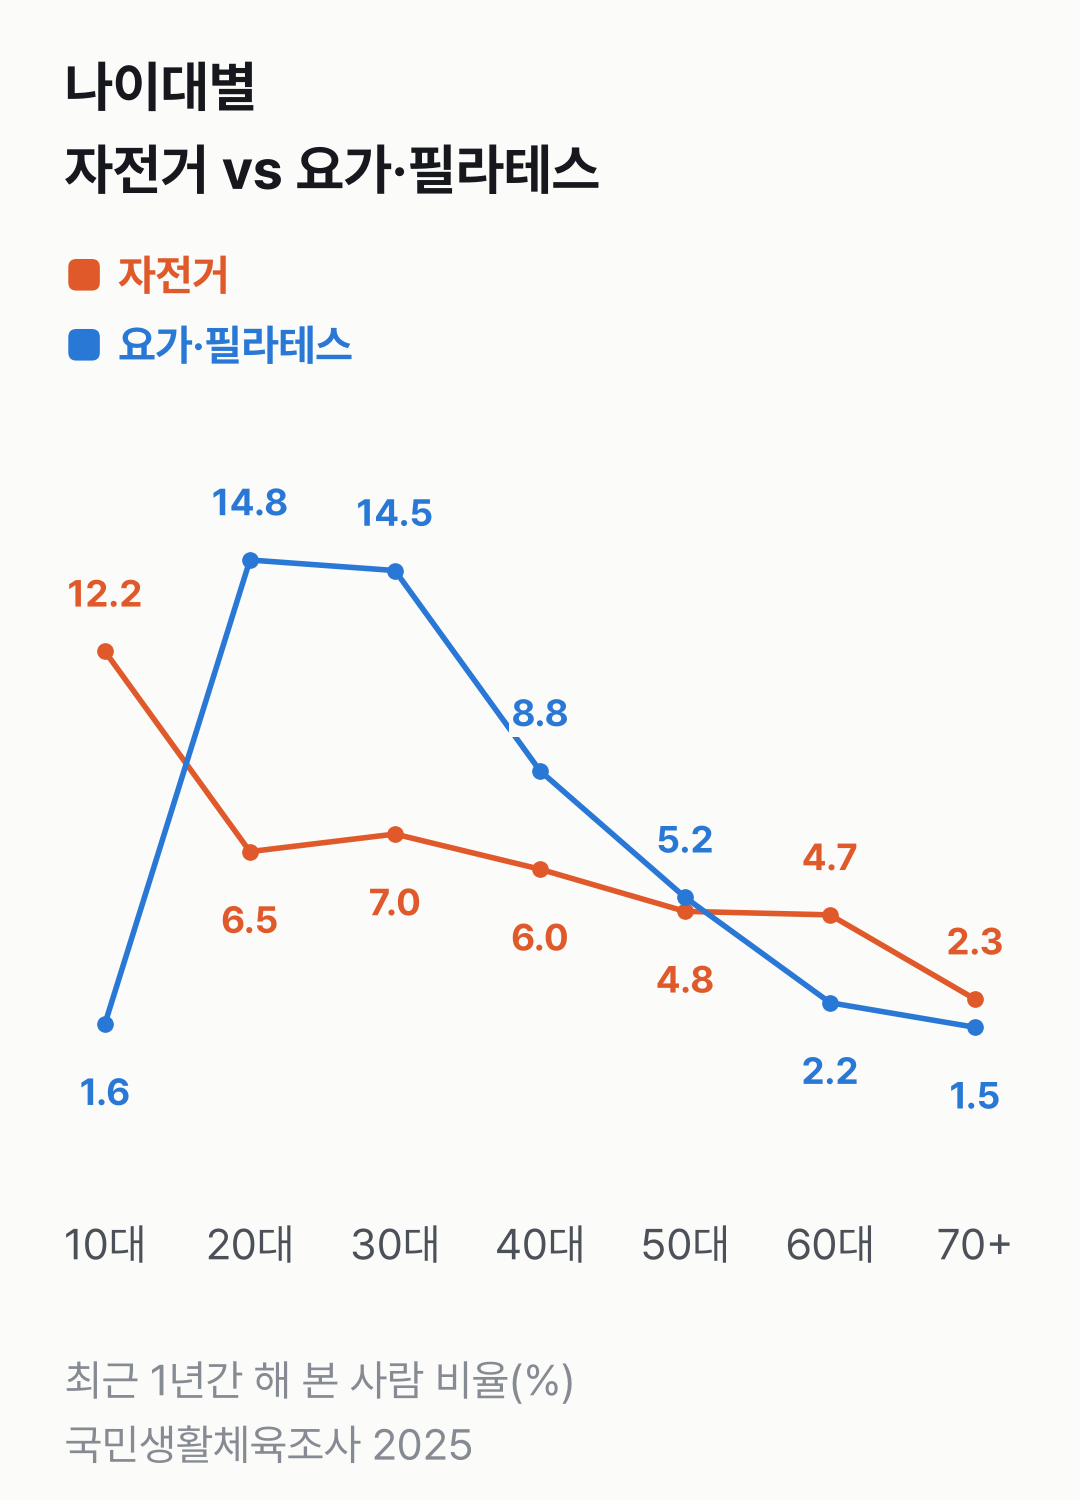 나이대별
자전거 vs 요가·필라테스
자전거
요가·필라테스
14.8
14.5
12.2
8.8
5.2
4.7
6.5
7.0
6.0
2.3
4.8
1.6
2.2
1.5
10대 20대 30대 40대 50대 60대 70+
최근 1년간 해 본 사람 비율(%)
국민생활체육조사 2025